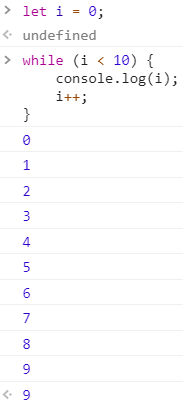 let i = 0;
undefined
while (i < 10) {
    console.log(i);
    i++;
}
0
1
2
3
4
5
6
7
8
9
9